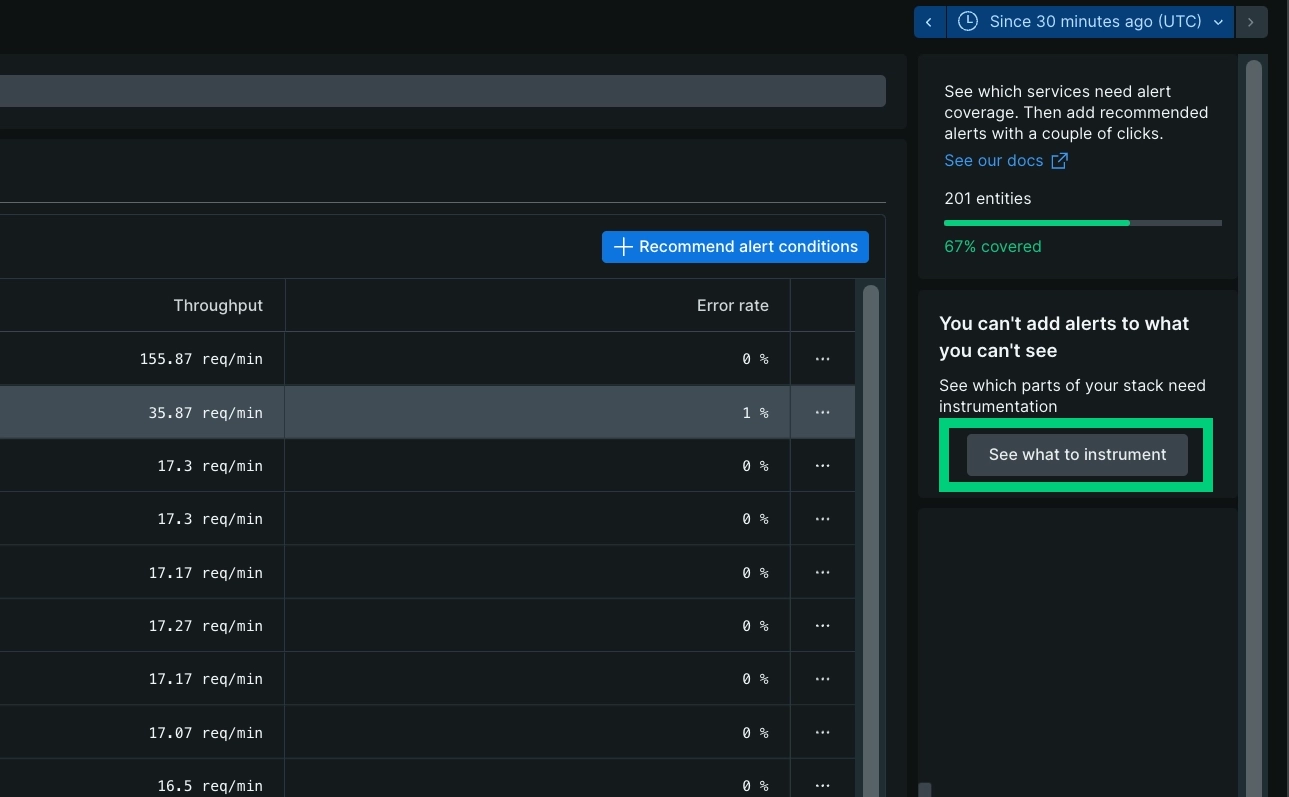 Since 30 minutes ago (UTC)
See which services need alert
coverage. Then add recommended
alerts with a couple of clicks.
See our docs
201 entities
67% covered
Recommend alert conditions
Throughput Error rate
155.87 req/min 0 % ...
35.87 req/min 1 % ...
17.3 req/min 0 % ...
17.3 req/min 0 % ...
17.17 req/min 0 % ...
17.27 req/min 0 % ...
17.17 req/min 0 % ...
17.07 req/min 0 % ...
16.5 req/min 0 % ...
You can't add alerts to what
you can't see
See which parts of your stack need
instrumentation
See what to instrument